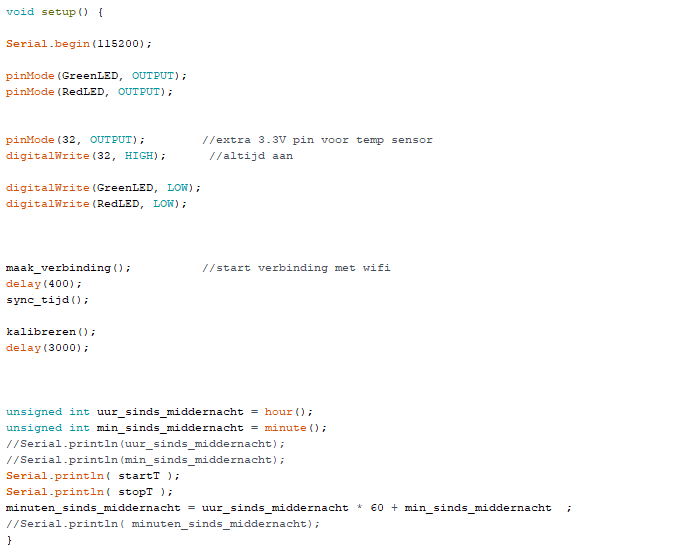 void setup() {
Serial.begin(115200);
pinMode(GreenLED, OUTPUT);
pinMode(RedLED, OUTPUT);
pinMode(32, OUTPUT);        //extra 3.3V pin voor temp sensor
digitalWrite(32, HIGH);      //altijd aan
digitalWrite(GreenLED, LOW);
digitalWrite(RedLED, LOW);
maak_verbinding();          //start verbinding met wifi
delay(400);
sync_tijd();
kalibreren();
delay(3000);
unsigned int uur_sinds_middernacht = hour();
unsigned int min_sinds_middernacht = minute();
//Serial.println(uur_sinds_middernacht);
//Serial.println(min_sinds_middernacht);
Serial.println( startT );
Serial.println( stopT );
minuten_sinds_middernacht = uur_sinds_middernacht * 60 + min_sinds_middernacht  ;
//Serial.println( minuten_sinds_middernacht);
}